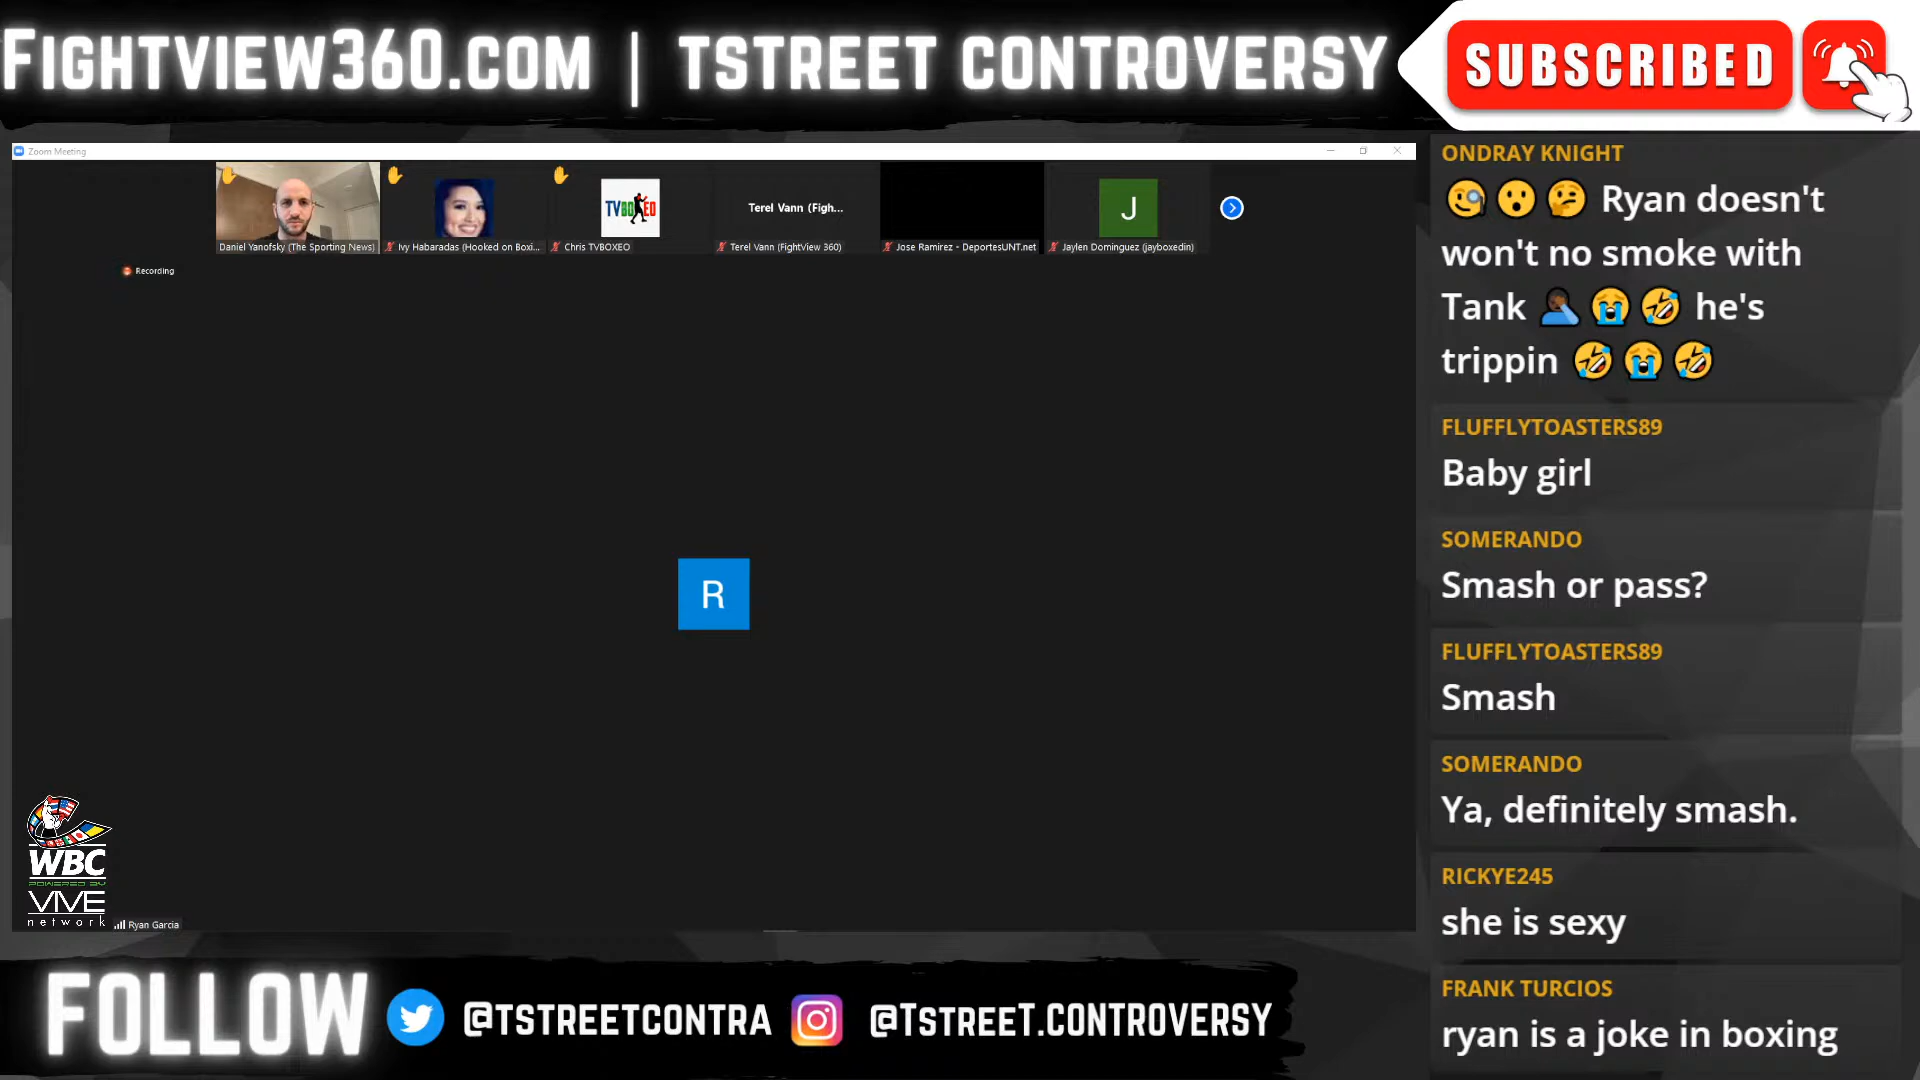 FIGHTVIEW360.COM | TSTREET CONTROVERSY
SUBSCRIBED
Zoom Meeting
TVBOXEO
Terel Vann (Figh...
J
Daniel Yanofsky (The Sporting News)
Ivy Habaradas (Hooked on Boxi...
Chris TVBOXEO
Terel Vann (FightView 360)
Jose Ramirez - DeportesUNT.net
Jaylen Dominguez (jayboxedin)
Recording
R
WBC
POWERED BY
VIVE
network
Ryan Garcia
ONDRAY KNIGHT
🧐 😮 🤔 Ryan doesn't
won't no smoke with
Tank 🤦🏿‍♂️ 😭 🤣 he's
trippin 🤣 😭 🤣
FLUFFLYTOASTERS89
Baby girl
SOMERANDO
Smash or pass?
FLUFFLYTOASTERS89
Smash
SOMERANDO
Ya, definitely smash.
RICKYE245
she is sexy
FRANK TURCIOS
ryan is a joke in boxing
FOLLOW @TSTREETCONTRA @TSTREET.CONTROVERSY